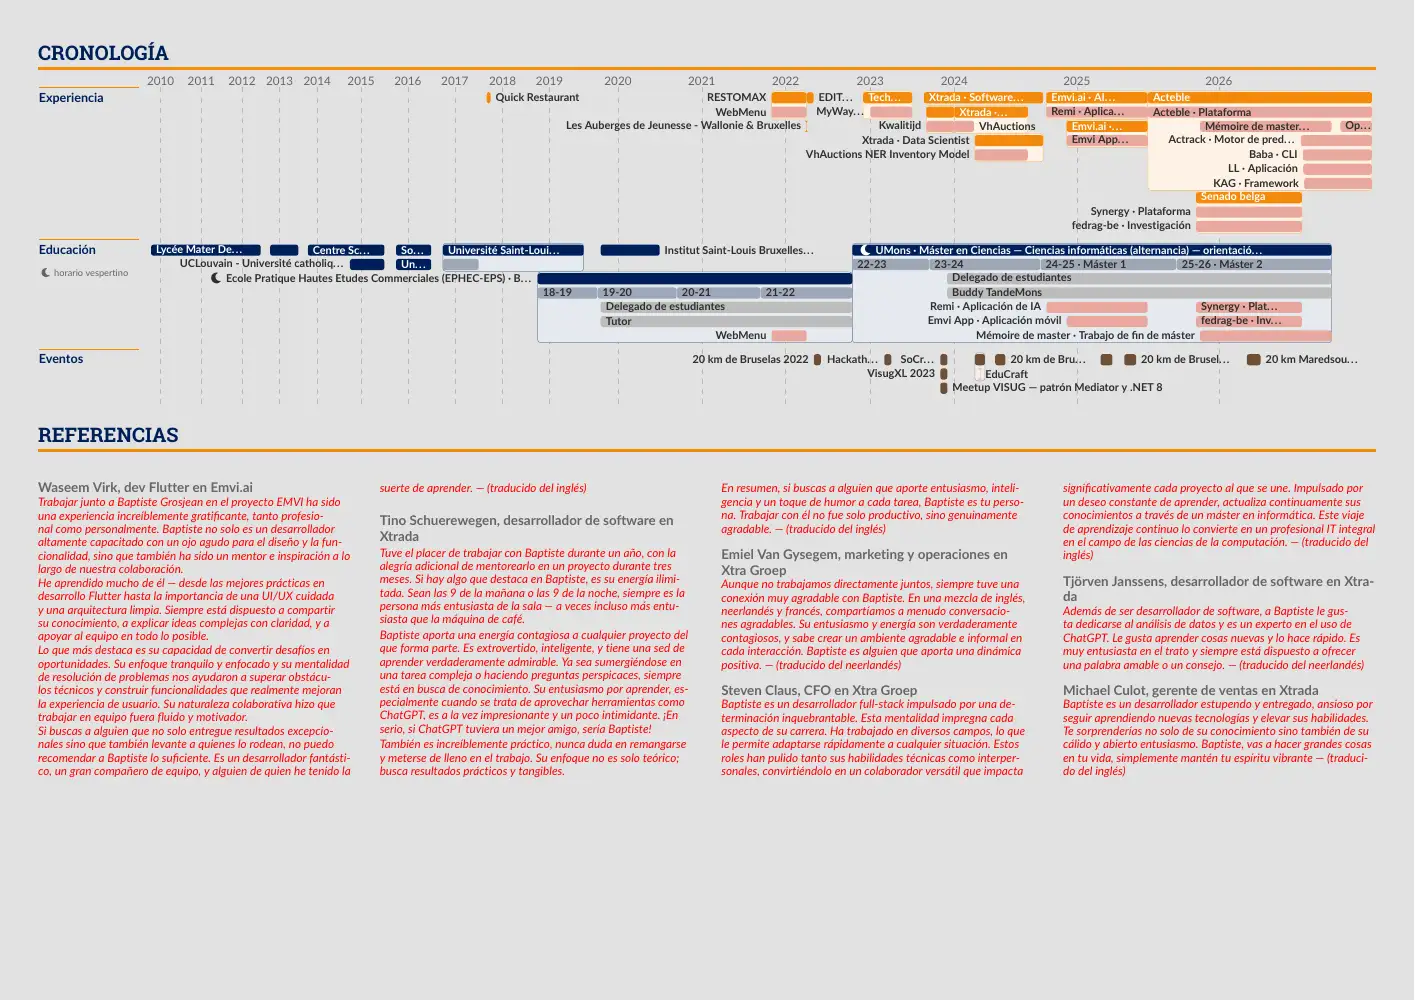 CRONOLOGÍA
2010 2011 2012 2013 2014 2015 2016 2017 2018 2019 2020 2021 2022 2023 2024 2025 2026
Experiencia
Quick Restaurant RESTOMAX EDIT… Tech… Xtrada · Software… Emvi.ai · AI… Acteble
WebMenu MyWay… Xtrada ·… Remi · Aplica… Acteble · Plataforma
Les Auberges de Jeunesse - Wallonie & Bruxelles Kwalitijd VhAuctions Emvi.ai ·… Mémoire de master… Op…
Xtrada · Data Scientist Emvi App… Actrack · Motor de pred…
VhAuctions NER Inventory Model Baba · CLI
LL · Aplicación
KAG · Framework
Senado belga
Synergy · Plataforma
fedrag-be · Investigación
Educación
Lycée Mater De… Centre Sc… So… Université Saint-Loui… Institut Saint-Louis Bruxelles… UMons · Máster en Ciencias — Ciencias informáticas (alternancia) — orientació…
UCLouvain - Université catholiq… Un… 22-23 23-24 24-25 · Máster 1 25-26 · Máster 2
horario vespertino
Ecole Pratique Hautes Etudes Commerciales (EPHEC-EPS) · B… Delegado de estudiantes
18-19 19-20 20-21 21-22 Buddy TandeMons
Delegado de estudiantes Remi · Aplicación de IA Synergy · Plat…
Tutor Emvi App · Aplicación móvil fedrag-be · Inv…
WebMenu Mémoire de master · Trabajo de fin de máster
Eventos
20 km de Bruselas 2022 Hackath… SoCr… 20 km de Bru… 20 km de Brusel… 20 km Maredsou…
VisugXL 2023 EduCraft
Meetup VISUG — patrón Mediator y .NET 8
REFERENCIAS
Waseem Virk, dev Flutter en Emvi.ai
Trabajar junto a Baptiste Grosjean en el proyecto EMVI ha sido
una experiencia increíblemente gratificante, tanto profesio-
nal como personalmente. Baptiste no solo es un desarrollador
altamente capacitado con un ojo agudo para el diseño y la fun-
cionalidad, sino que también ha sido un mentor e inspiración a lo
largo de nuestra colaboración.
He aprendido mucho de él — desde las mejores prácticas en
desarrollo Flutter hasta la importancia de una UI/UX cuidada
y una arquitectura limpia. Siempre está dispuesto a compartir
su conocimiento, a explicar ideas complejas con claridad, y a
apoyar al equipo en todo lo posible.
Lo que más destaca es su capacidad de convertir desafíos en
oportunidades. Su enfoque tranquilo y enfocado y su mentalidad
de resolución de problemas nos ayudaron a superar obstácu-
los técnicos y construir funcionalidades que realmente mejoran
la experiencia de usuario. Su naturaleza colaborativa hizo que
trabajar en equipo fuera fluido y motivador.
Si buscas a alguien que no solo entregue resultados excepcio-
nales sino que también levante a quienes lo rodean, no puedo
recomendar a Baptiste lo suficiente. Es un desarrollador fantásti-
co, un gran compañero de equipo, y alguien de quien he tenido la
suerte de aprender. — (traducido del inglés)
Tino Schuerewegen, desarrollador de software en
Xtrada
Tuve el placer de trabajar con Baptiste durante un año, con la
alegría adicional de mentorearlo en un proyecto durante tres
meses. Si hay algo que destaca en Baptiste, es su energía ilimi-
tada. Sean las 9 de la mañana o las 9 de la noche, siempre es la
persona más entusiasta de la sala — a veces incluso más entu-
siasta que la máquina de café.
Baptiste aporta una energía contagiosa a cualquier proyecto del
que forma parte. Es extrovertido, inteligente, y tiene una sed de
aprender verdaderamente admirable. Ya sea sumergiéndose en
una tarea compleja o haciendo preguntas perspicaces, siempre
está en busca de conocimiento. Su entusiasmo por aprender, es-
pecialmente cuando se trata de aprovechar herramientas como
ChatGPT, es a la vez impresionante y un poco intimidante. ¡En
serio, si ChatGPT tuviera un mejor amigo, sería Baptiste!
También es increíblemente práctico, nunca duda en remangarse
y meterse de lleno en el trabajo. Su enfoque no es solo teórico;
busca resultados prácticos y tangibles.
En resumen, si buscas a alguien que aporte entusiasmo, inteli-
gencia y un toque de humor a cada tarea, Baptiste es tu perso-
na. Trabajar con él no fue solo productivo, sino genuinamente
agradable. — (traducido del inglés)
Emiel Van Gysegem, marketing y operaciones en
Xtra Groep
Aunque no trabajamos directamente juntos, siempre tuve una
conexión muy agradable con Baptiste. En una mezcla de inglés,
neerlandés y francés, compartíamos a menudo conversacio-
nes agradables. Su entusiasmo y energía son verdaderamente
contagiosos, y sabe crear un ambiente agradable e informal en
cada interacción. Baptiste es alguien que aporta una dinámica
positiva. — (traducido del neerlandés)
Steven Claus, CFO en Xtra Groep
Baptiste es un desarrollador full-stack impulsado por una de-
terminación inquebrantable. Esta mentalidad impregna cada
aspecto de su carrera. Ha trabajado en diversos campos, lo que
le permite adaptarse rápidamente a cualquier situación. Estos
roles han pulido tanto sus habilidades técnicas como interper-
sonales, convirtiéndolo en un colaborador versátil que impacta
significativamente cada proyecto al que se une. Impulsado por
un deseo constante de aprender, actualiza continuamente sus
conocimientos a través de un máster en informática. Este viaje
de aprendizaje continuo lo convierte en un profesional IT integral
en el campo de las ciencias de la computación. — (traducido del
inglés)
Tjörven Janssens, desarrollador de software en Xtra-
da
Además de ser desarrollador de software, a Baptiste le gus-
ta dedicarse al análisis de datos y es un experto en el uso de
ChatGPT. Le gusta aprender cosas nuevas y lo hace rápido. Es
muy entusiasta en el trato y siempre está dispuesto a ofrecer
una palabra amable o un consejo. — (traducido del neerlandés)
Michael Culot, gerente de ventas en Xtrada
Baptiste es un desarrollador estupendo y entregado, ansioso por
seguir aprendiendo nuevas tecnologías y elevar sus habilidades.
Te sorprenderías no solo de su conocimiento sino también de su
cálido y abierto entusiasmo. Baptiste, vas a hacer grandes cosas
en tu vida, simplemente mantén tu espíritu vibrante — (traduci-
do del inglés)